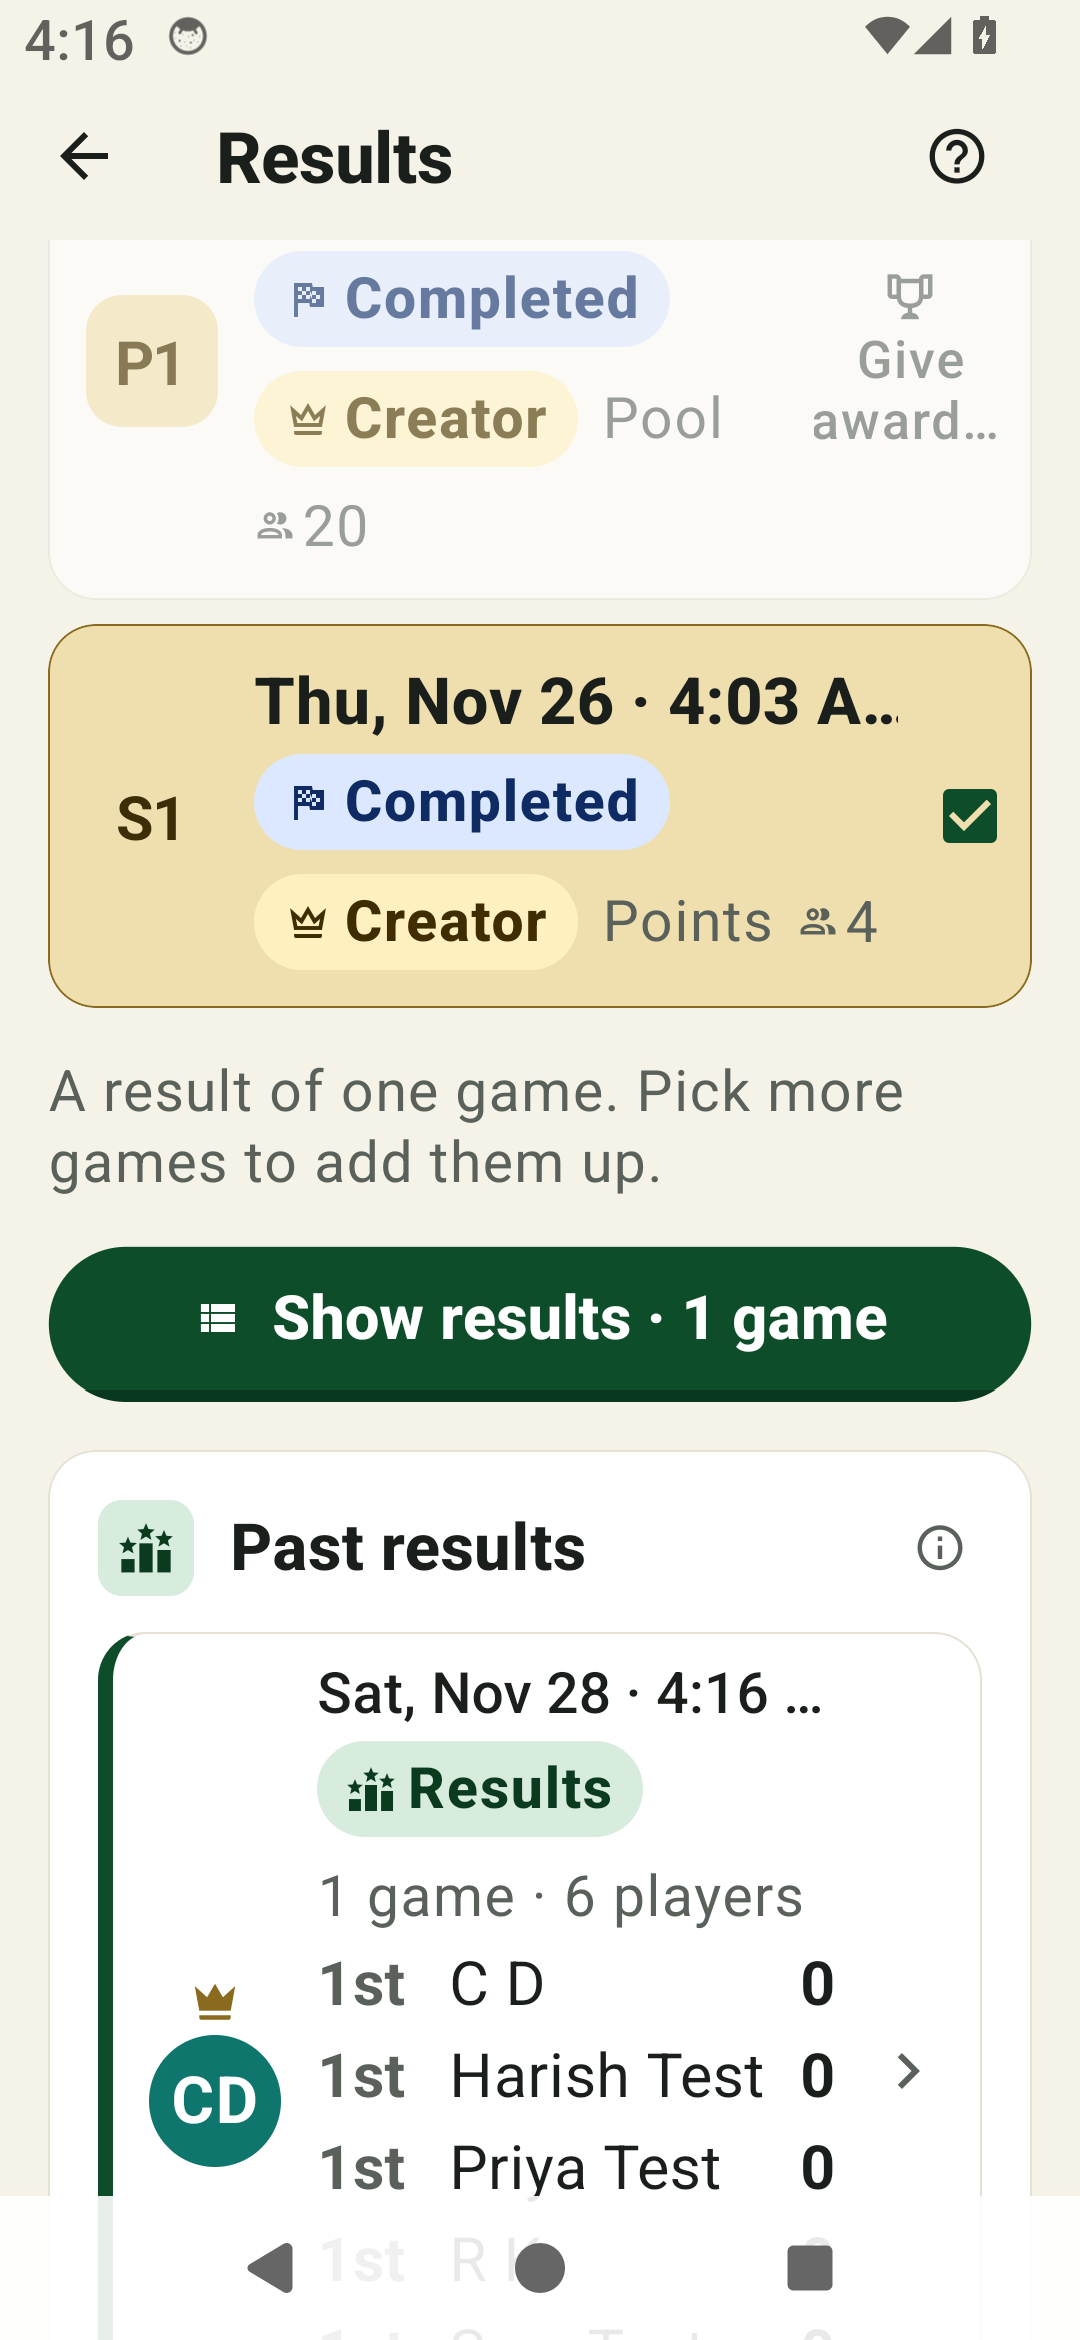 4:16
Results
P1
Completed
Give
award…
Creator
Pool
20
Thu, Nov 26 · 4:03 A…
S1
Completed
Creator
Points
4
A result of one game. Pick more
games to add them up.
Show results · 1 game
Past results
Sat, Nov 28 · 4:16 …
Results
1 game · 6 players
1st C D 0
CD
1st Harish Test 0
1st Priya Test 0
1st R K 0